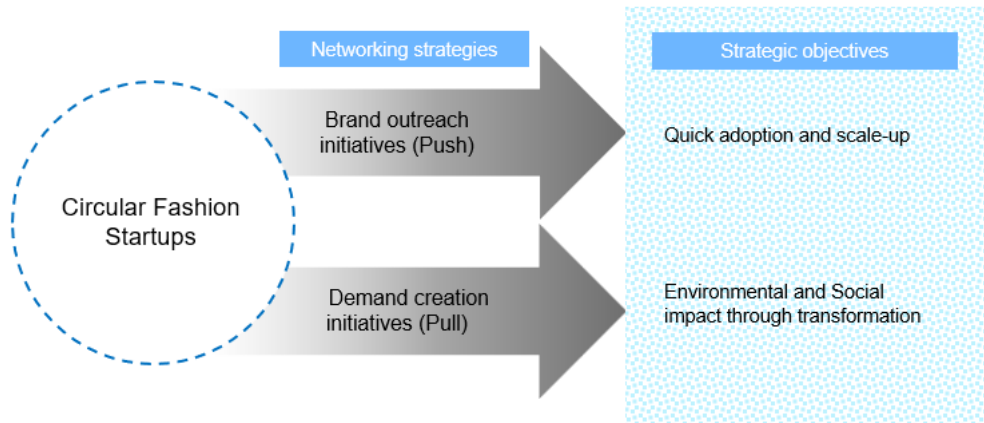 Networking strategies
Strategic objectives
Brand outreach
initiatives (Push)
Quick adoption and scale-up
Circular Fashion
Startups
Demand creation
initiatives (Pull)
Environmental and Social
impact through transformation